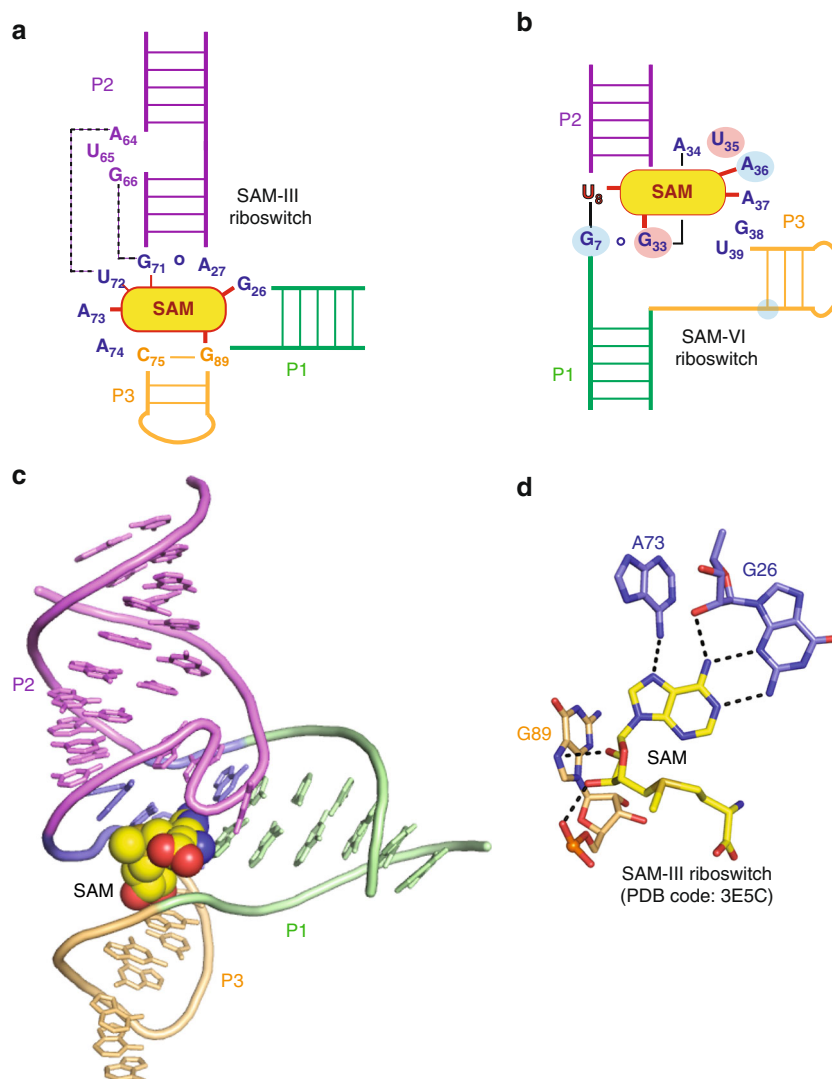 a
P2
A64
U65
G66
SAM-III
riboswitch
G71
A27
U72
G26
SAM
A73
A74
C75
G89
P1
P3
b
P2
A34
U35
A36
SAM
U8
A37
P3
G38
G7
G33
U39
SAM-VI
riboswitch
P1
c
P2
SAM
P1
P3
d
A73
G26
G89
SAM
SAM-III riboswitch
(PDB code: 3E5C)